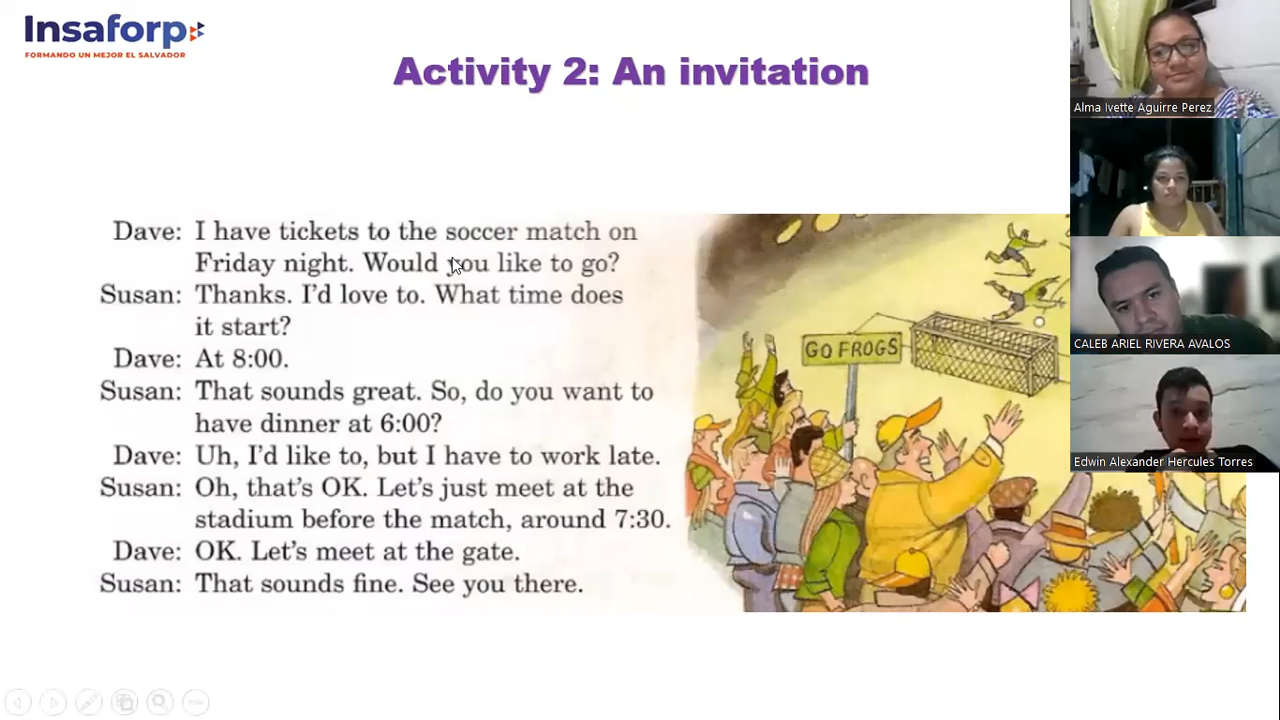 Insaforp
FORMANDO UN MEJOR EL SALVADOR
Activity 2: An invitation
Dave: I have tickets to the soccer match on
Friday night. Would you like to go?
Susan: Thanks. I'd love to. What time does
it start?
Dave: At 8:00.
Susan: That sounds great. So, do you want to
have dinner at 6:00?
Dave: Uh, I'd like to, but I have to work late.
Susan: Oh, that's OK. Let's just meet at the
stadium before the match, around 7:30.
Dave: OK. Let's meet at the gate.
Susan: That sounds fine. See you there.
GO FROGS
Alma Ivette Aguirre Perez
CALEB ARIEL RIVERA AVALOS
Edwin Alexander Hercules Torres